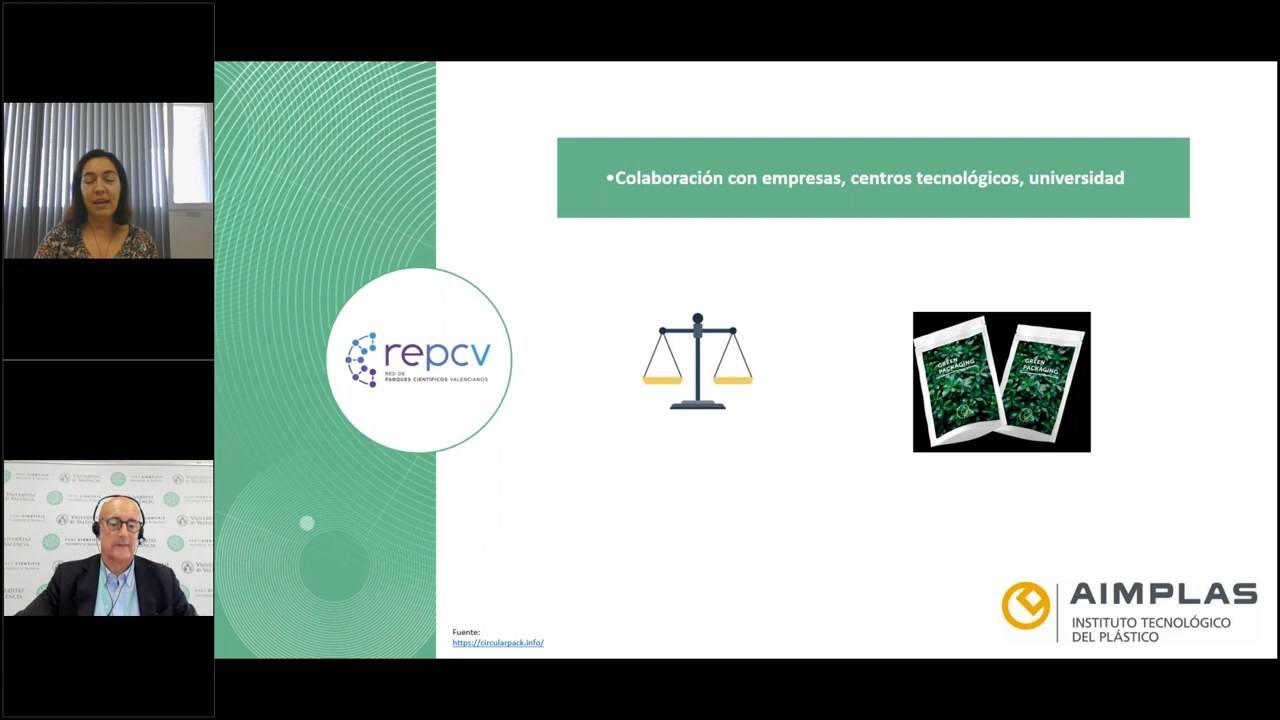 •Colaboración con empresas, centros tecnológicos, universidad
repcv
RED DE
PARQUES CIENTÍFICOS VALENCIANOS
GREEN
PACKAGING
GREEN
PACKAGING
AIMPLAS
INSTITUTO TECNOLÓGICO
DEL PLÁSTICO
Fuente:
https://circularpack.info/